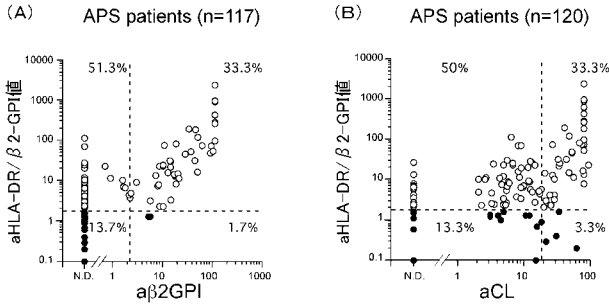 (A) APS patients (n=117)
51.3% 33.3%
10000
1000
100
10
1
0.1
aHLA-DR/β2-GPI値
13.7% 1.7%
N.D. 1 10 100 1000
aβ2GPI
(B) APS patients (n=120)
50% 33.3%
10000
1000
100
10
1
0.1
aHLA-DR/β2-GPI値
13.3% 3.3%
N.D. 1 10 100
aCL